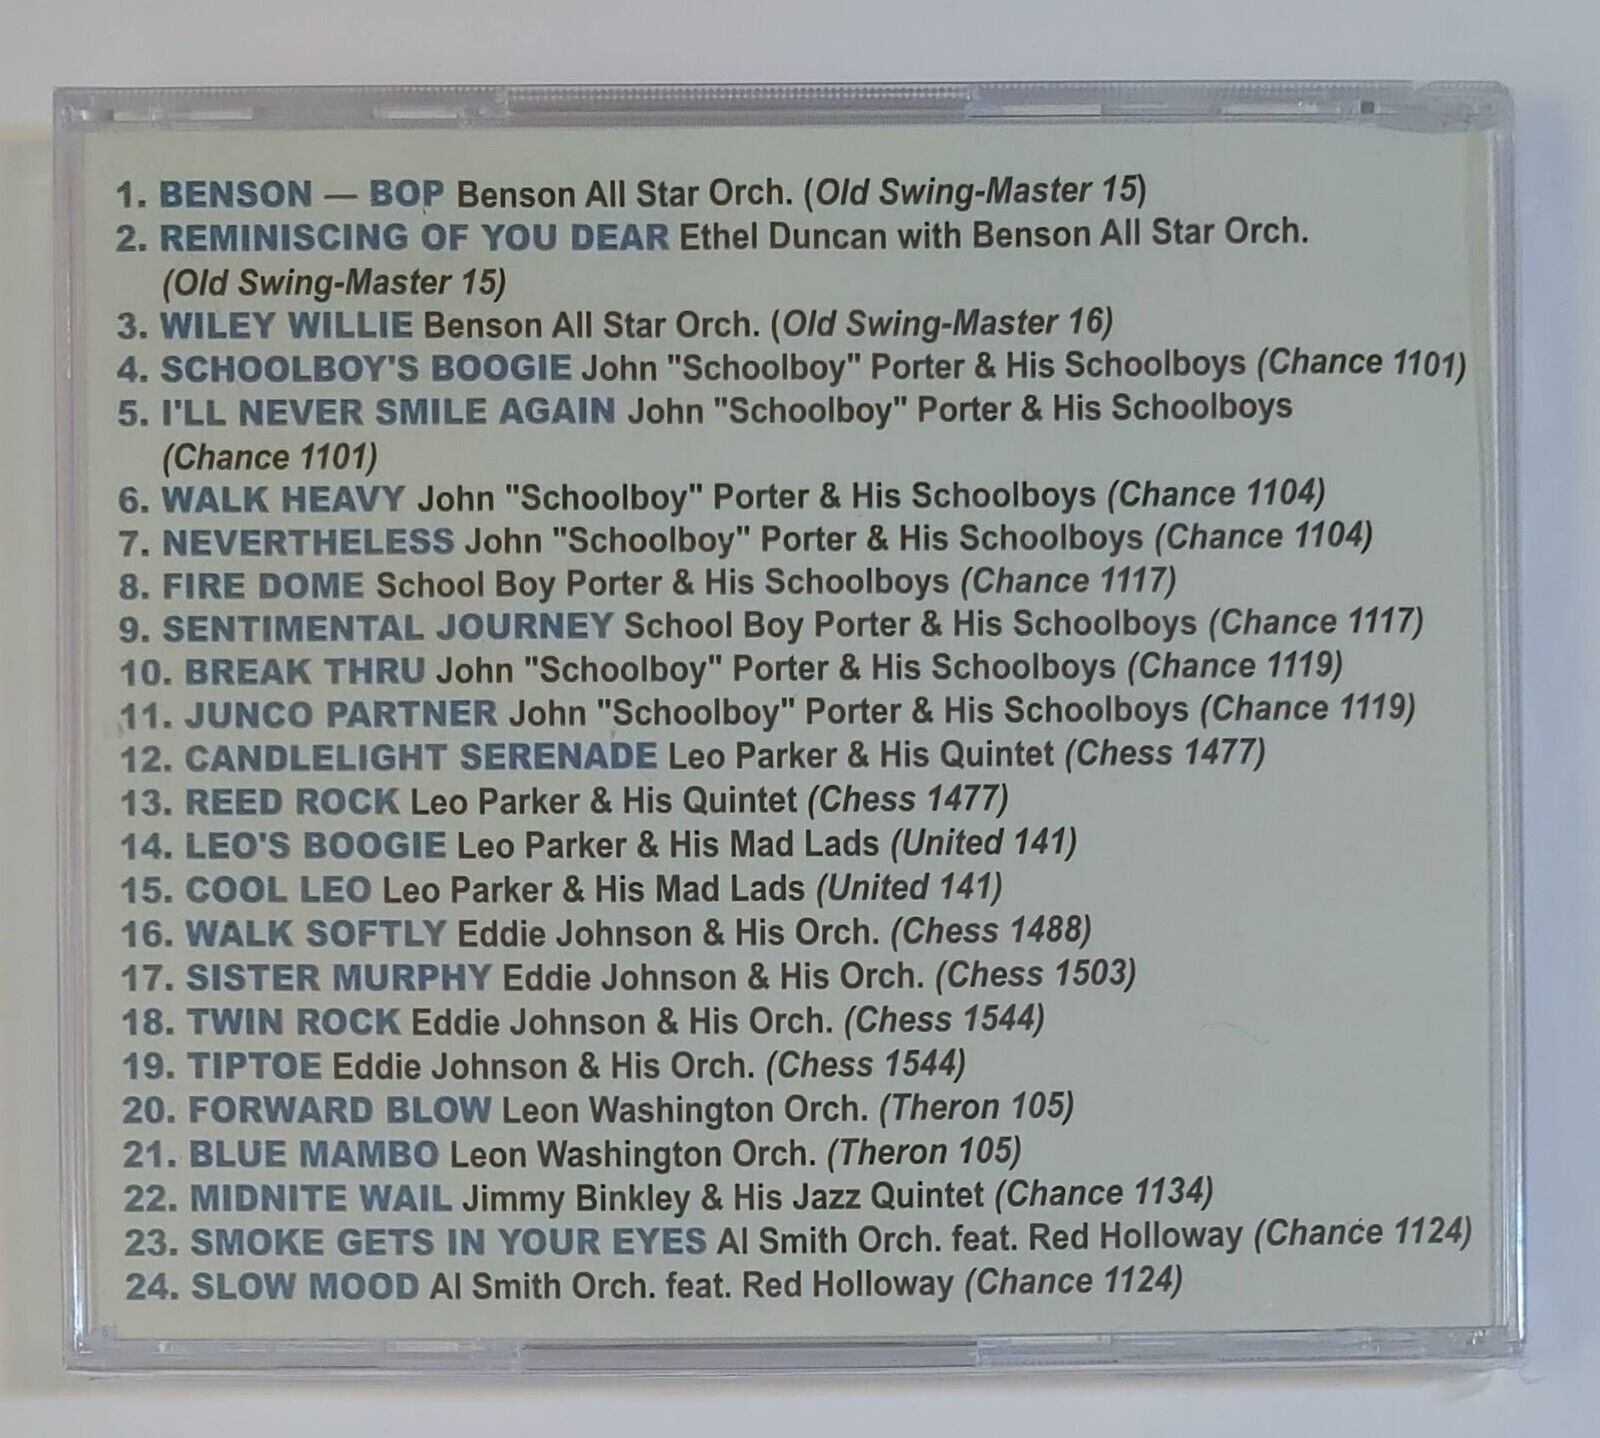 1. BENSON — BOP Benson All Star Orch. (Old Swing-Master 15)
2. REMINISCING OF YOU DEAR Ethel Duncan with Benson All Star Orch.
(Old Swing-Master 15)
3. WILEY WILLIE Benson All Star Orch. (Old Swing-Master 16)
4. SCHOOLBOY'S BOOGIE John "Schoolboy" Porter & His Schoolboys (Chance 1101)
5. I'LL NEVER SMILE AGAIN John "Schoolboy" Porter & His Schoolboys
(Chance 1101)
6. WALK HEAVY John "Schoolboy" Porter & His Schoolboys (Chance 1104)
7. NEVERTHELESS John "Schoolboy" Porter & His Schoolboys (Chance 1104)
8. FIRE DOME School Boy Porter & His Schoolboys (Chance 1117)
9. SENTIMENTAL JOURNEY School Boy Porter & His Schoolboys (Chance 1117)
10. BREAK THRU John "Schoolboy" Porter & His Schoolboys (Chance 1119)
11. JUNCO PARTNER John "Schoolboy" Porter & His Schoolboys (Chance 1119)
12. CANDLELIGHT SERENADE Leo Parker & His Quintet (Chess 1477)
13. REED ROCK Leo Parker & His Quintet (Chess 1477)
14. LEO'S BOOGIE Leo Parker & His Mad Lads (United 141)
15. COOL LEO Leo Parker & His Mad Lads (United 141)
16. WALK SOFTLY Eddie Johnson & His Orch. (Chess 1488)
17. SISTER MURPHY Eddie Johnson & His Orch. (Chess 1503)
18. TWIN ROCK Eddie Johnson & His Orch. (Chess 1544)
19. TIPTOE Eddie Johnson & His Orch. (Chess 1544)
20. FORWARD BLOW Leon Washington Orch. (Theron 105)
21. BLUE MAMBO Leon Washington Orch. (Theron 105)
22. MIDNITE WAIL Jimmy Binkley & His Jazz Quintet (Chance 1134)
23. SMOKE GETS IN YOUR EYES Al Smith Orch. feat. Red Holloway (Chance 1124)
24. SLOW MOOD Al Smith Orch. feat. Red Holloway (Chance 1124)